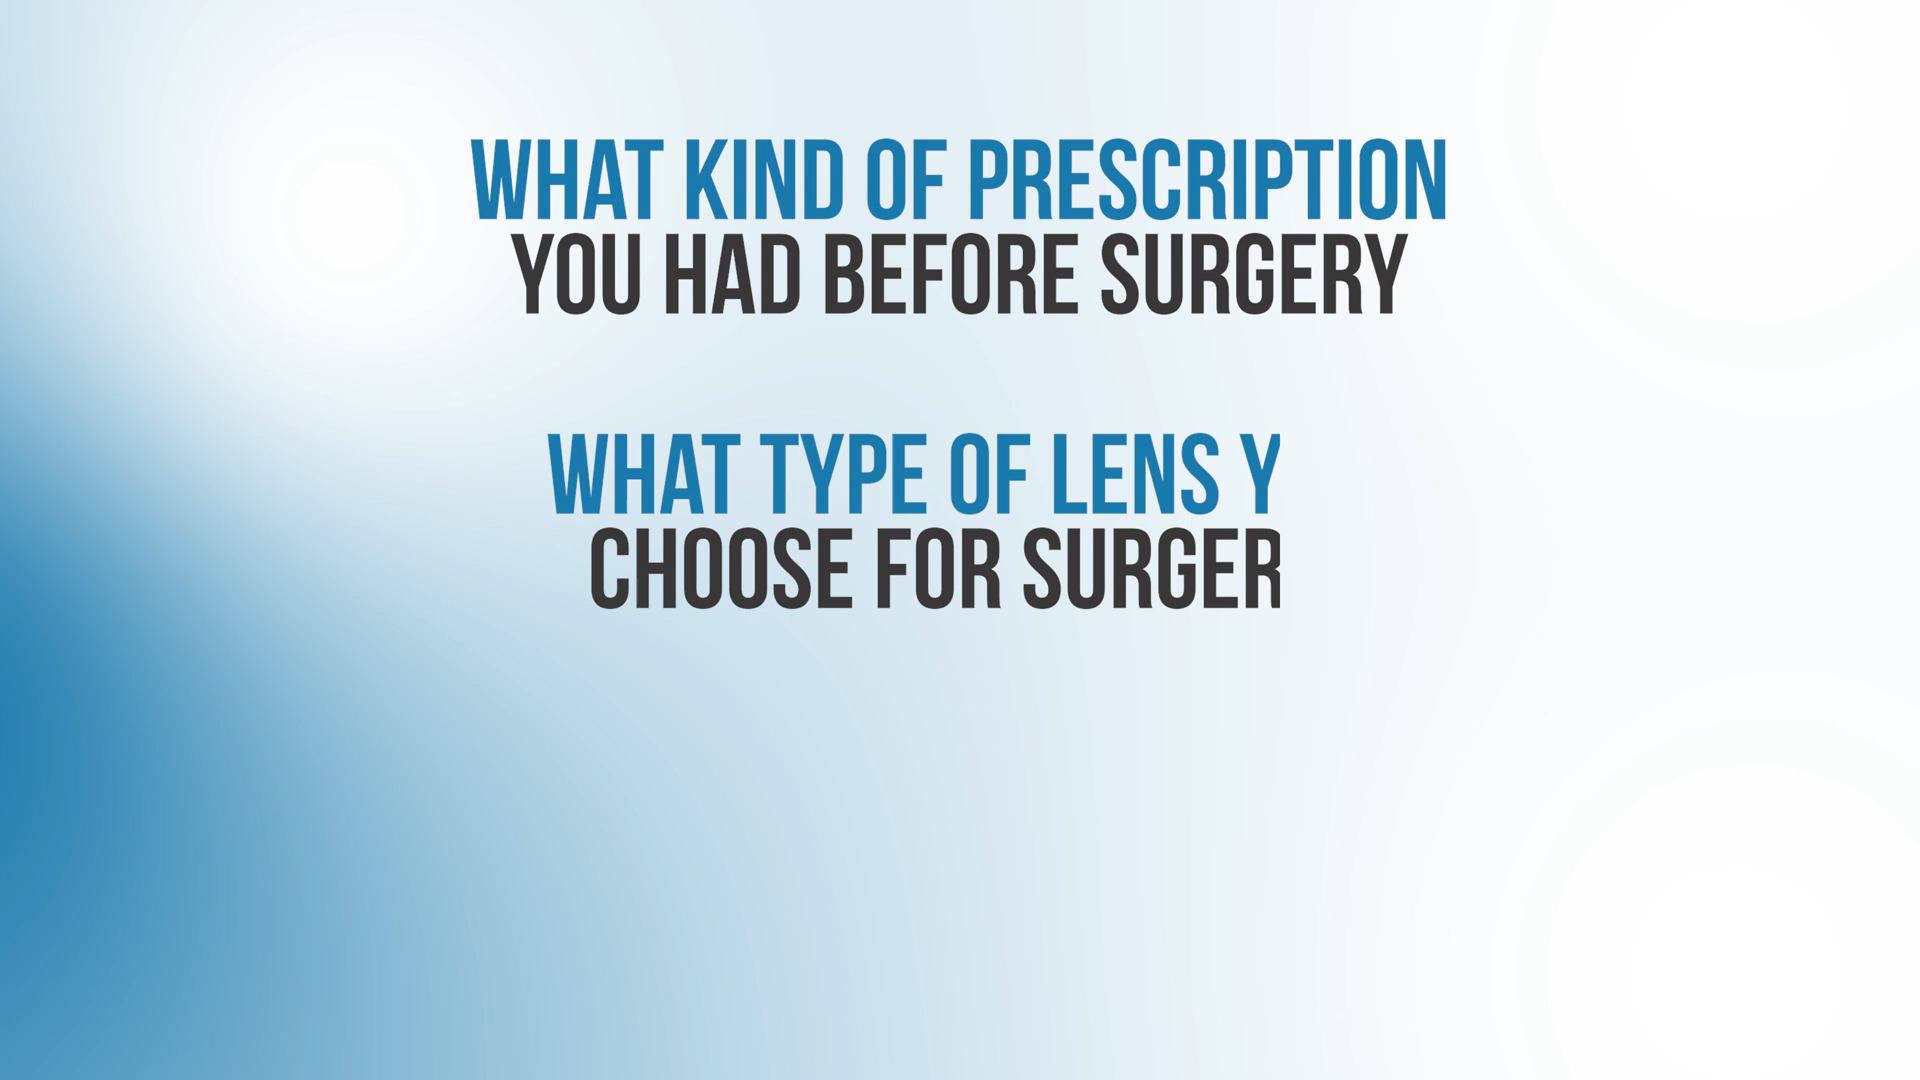 WHAT KIND OF PRESCRIPTION
YOU HAD BEFORE SURGERY
WHAT TYPE OF LENS Y
CHOOSE FOR SURGER